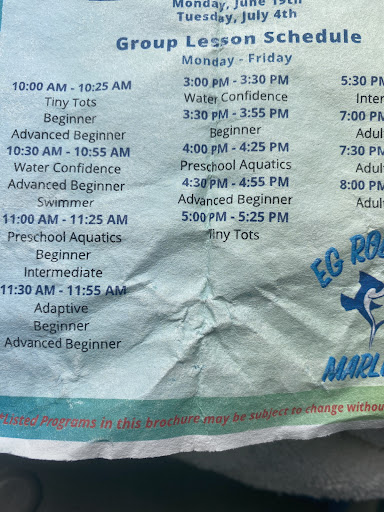 Monday, June 19th
Tuesday, July 4th
Group Lesson Schedule
Monday - Friday
10:00 AM - 10:25 AM
Tiny Tots
Beginner
Advanced Beginner
10:30 AM - 10:55 AM
Water Confidence
Advanced Beginner
Swimmer
11:00 AM - 11:25 AM
Preschool Aquatics
Beginner
Intermediate
11:30 AM - 11:55 AM
Adaptive
Beginner
Advanced Beginner
3:00 PM - 3:30 PM
Water Confidence
3:30 PM - 3:55 PM
Beginner
4:00 PM - 4:25 PM
Preschool Aquatics
4:30 PM - 4:55 PM
Advanced Beginner
5:00 PM - 5:25 PM
Tiny Tots
5:30 PM
Inter
7:00 PM
Adul
7:30 PM
Adul
8:00 PM
Adul
EG RO
MARL
*Listed Programs in this brochure may be subject to change withou